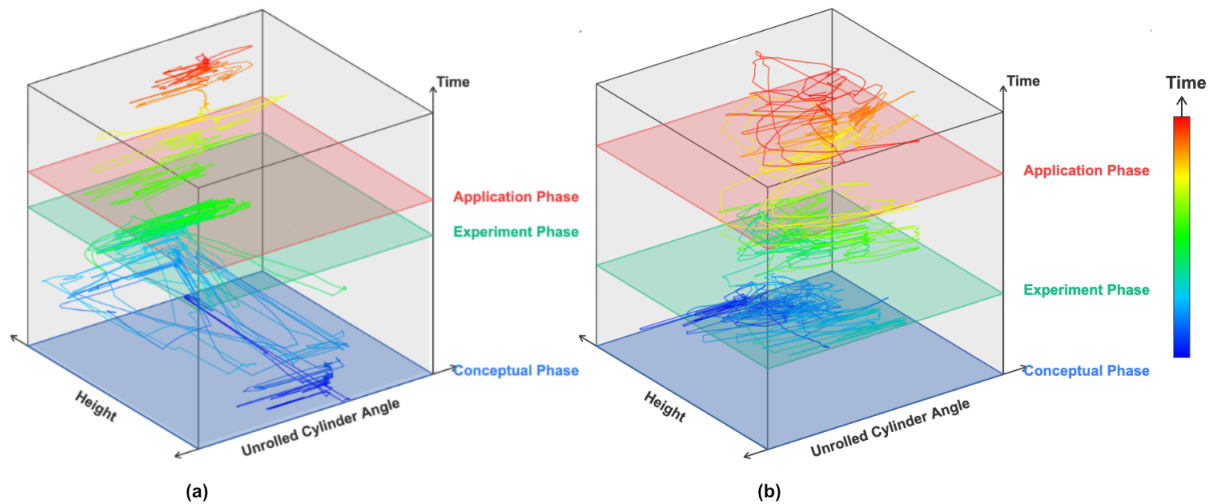 Time
Application Phase
Experiment Phase
Conceptual Phase
Height
Unrolled Cylinder Angle
(a)
Time
Application Phase
Experiment Phase
Conceptual Phase
Height
Unrolled Cylinder Angle
(b)
Time